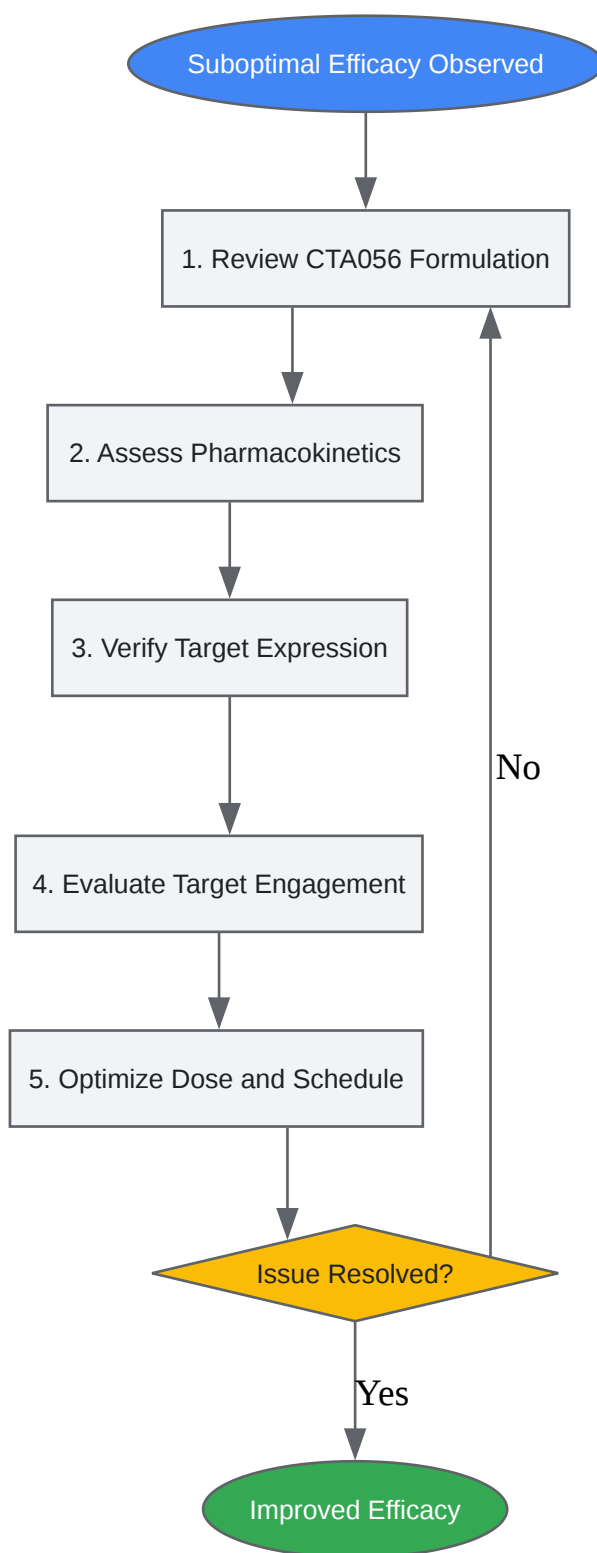 Suboptimal Efficacy Observed
1. Review CTA056 Formulation
2. Assess Pharmacokinetics
3. Verify Target Expression
No
4. Evaluate Target Engagement
5. Optimize Dose and Schedule
Issue Resolved?
Yes
Improved Efficacy